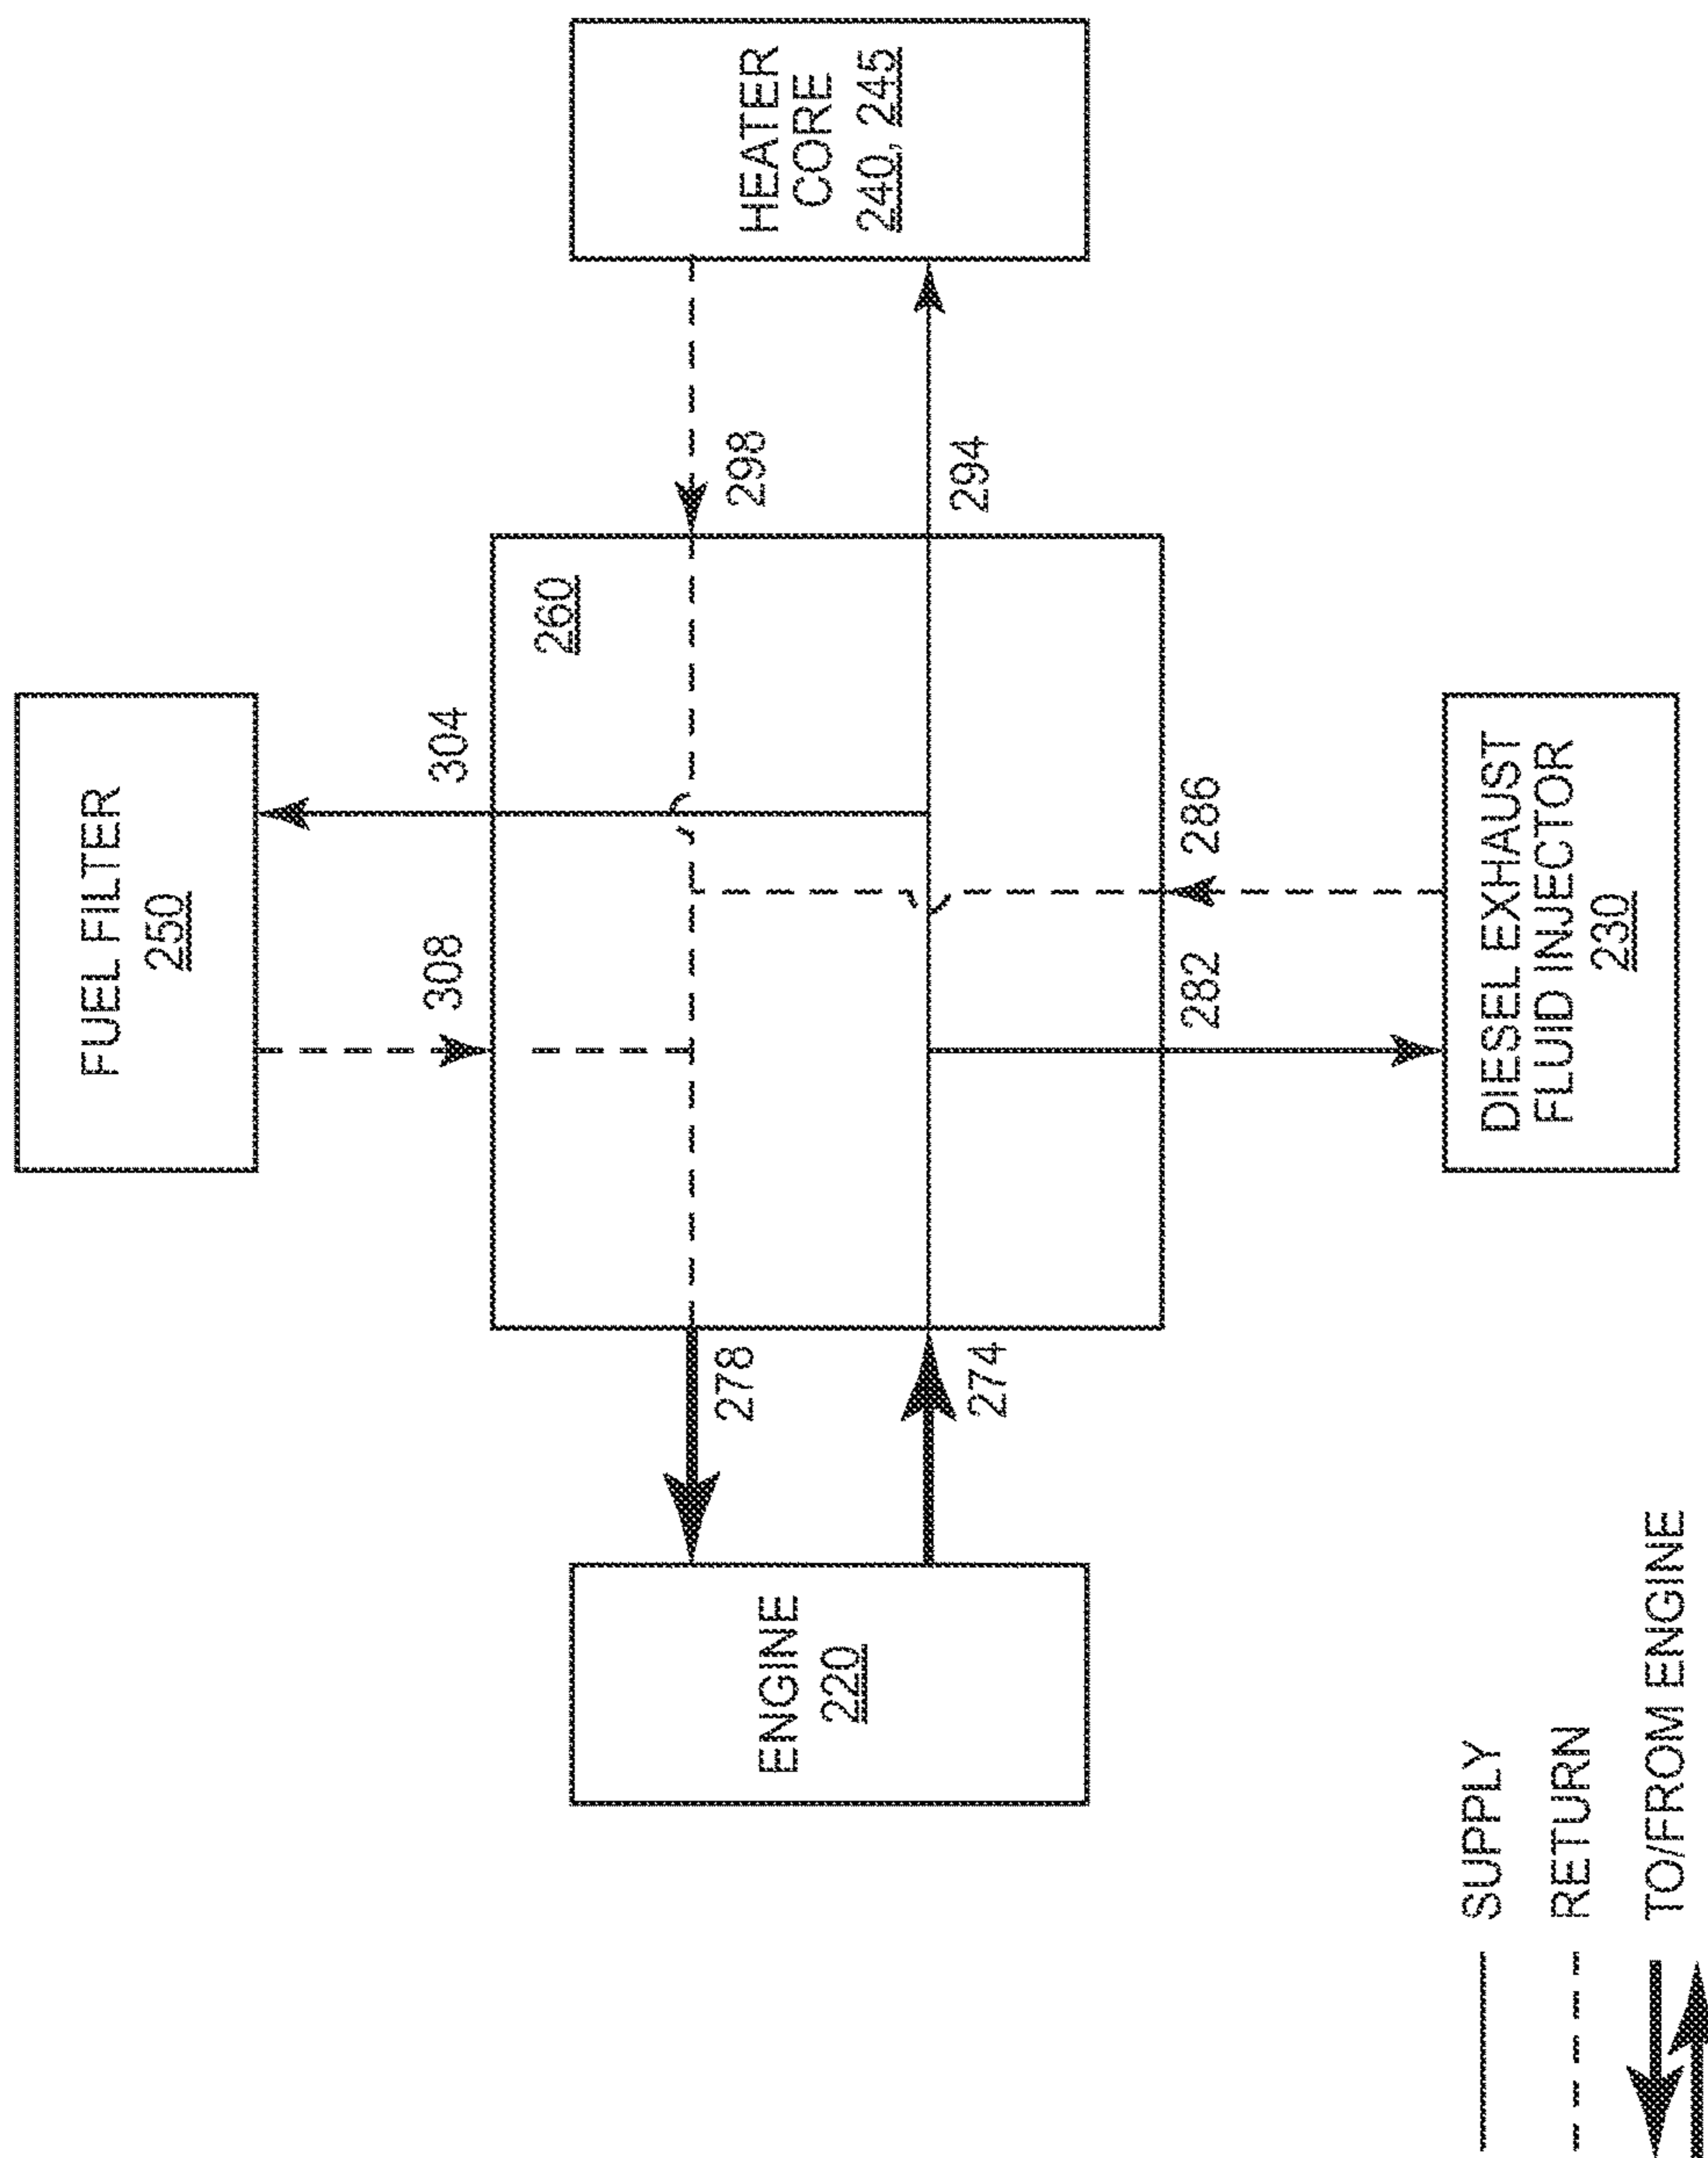 FUEL FILTER
250
308
304
ENGINE
220
278
274
260
298
294
HEATER
CORE
240, 245
282
286
DIESEL EXHAUST
FLUID INJECTOR
230
SUPPLY
RETURN
TO/FROM ENGINE